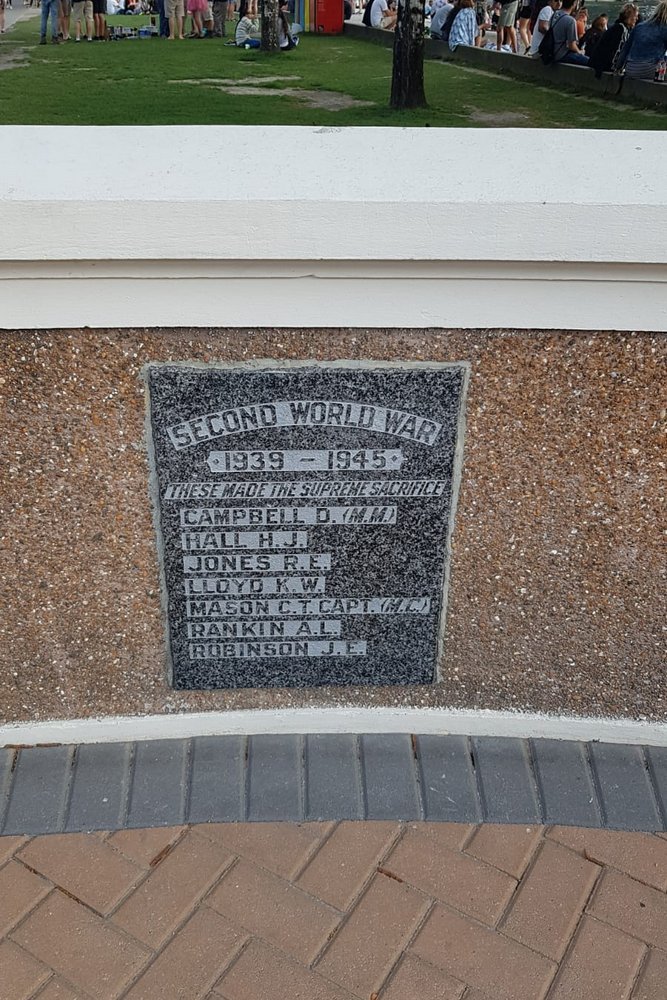 SECOND WORLD WAR
·1939 — 1945·
THESE MADE THE SUPREME SACRIFICE
CAMPBELL D. (M.M)
HALL H.J.
JONES R.E.
LLOYD K.W.
MASON C.T. CAPT. (M.C.)
RANKIN A.L.
ROBINSON J.E.